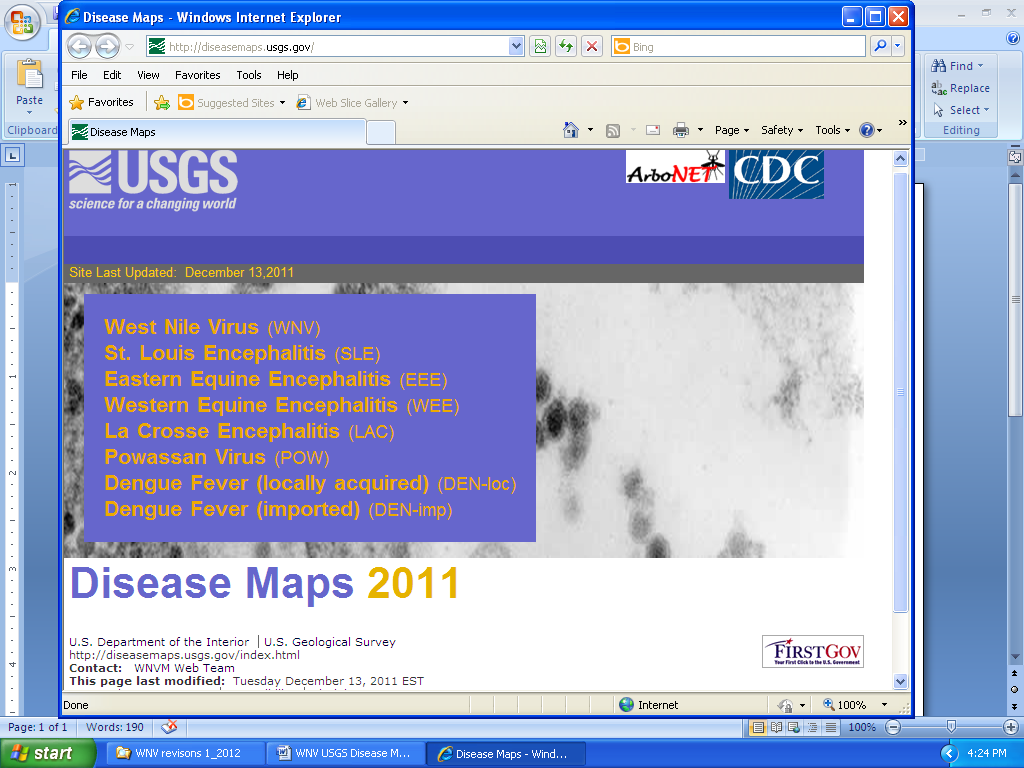 Disease Maps - Windows Internet Explorer
http://diseasemaps.usgs.gov/
Bing
File Edit View Favorites Tools Help
Favorites Suggested Sites Web Slice Gallery
Disease Maps
Page Safety Tools
»
Paste
Clipboard
Find
Replace
Select
Editing
USGS
science for a changing world
ArboNET
CDC
Site Last Updated: December 13,2011
West Nile Virus (WNV)
St. Louis Encephalitis (SLE)
Eastern Equine Encephalitis (EEE)
Western Equine Encephalitis (WEE)
La Crosse Encephalitis (LAC)
Powassan Virus (POW)
Dengue Fever (locally acquired) (DEN-loc)
Dengue Fever (imported) (DEN-imp)
Disease Maps 2011
U.S. Department of the Interior | U.S. Geological Survey
http://diseasemaps.usgs.gov/index.html
Contact: WNVM Web Team
This page last modified: Tuesday December 13, 2011 EST
FIRSTGOV
Your First Click to the U.S. Government
Done
Internet
100%
Page: 1 of 1 Words: 190
100%
start
WNV revisons 1_2012
WNV USGS Disease M...
Disease Maps - Wind...
4:24 PM